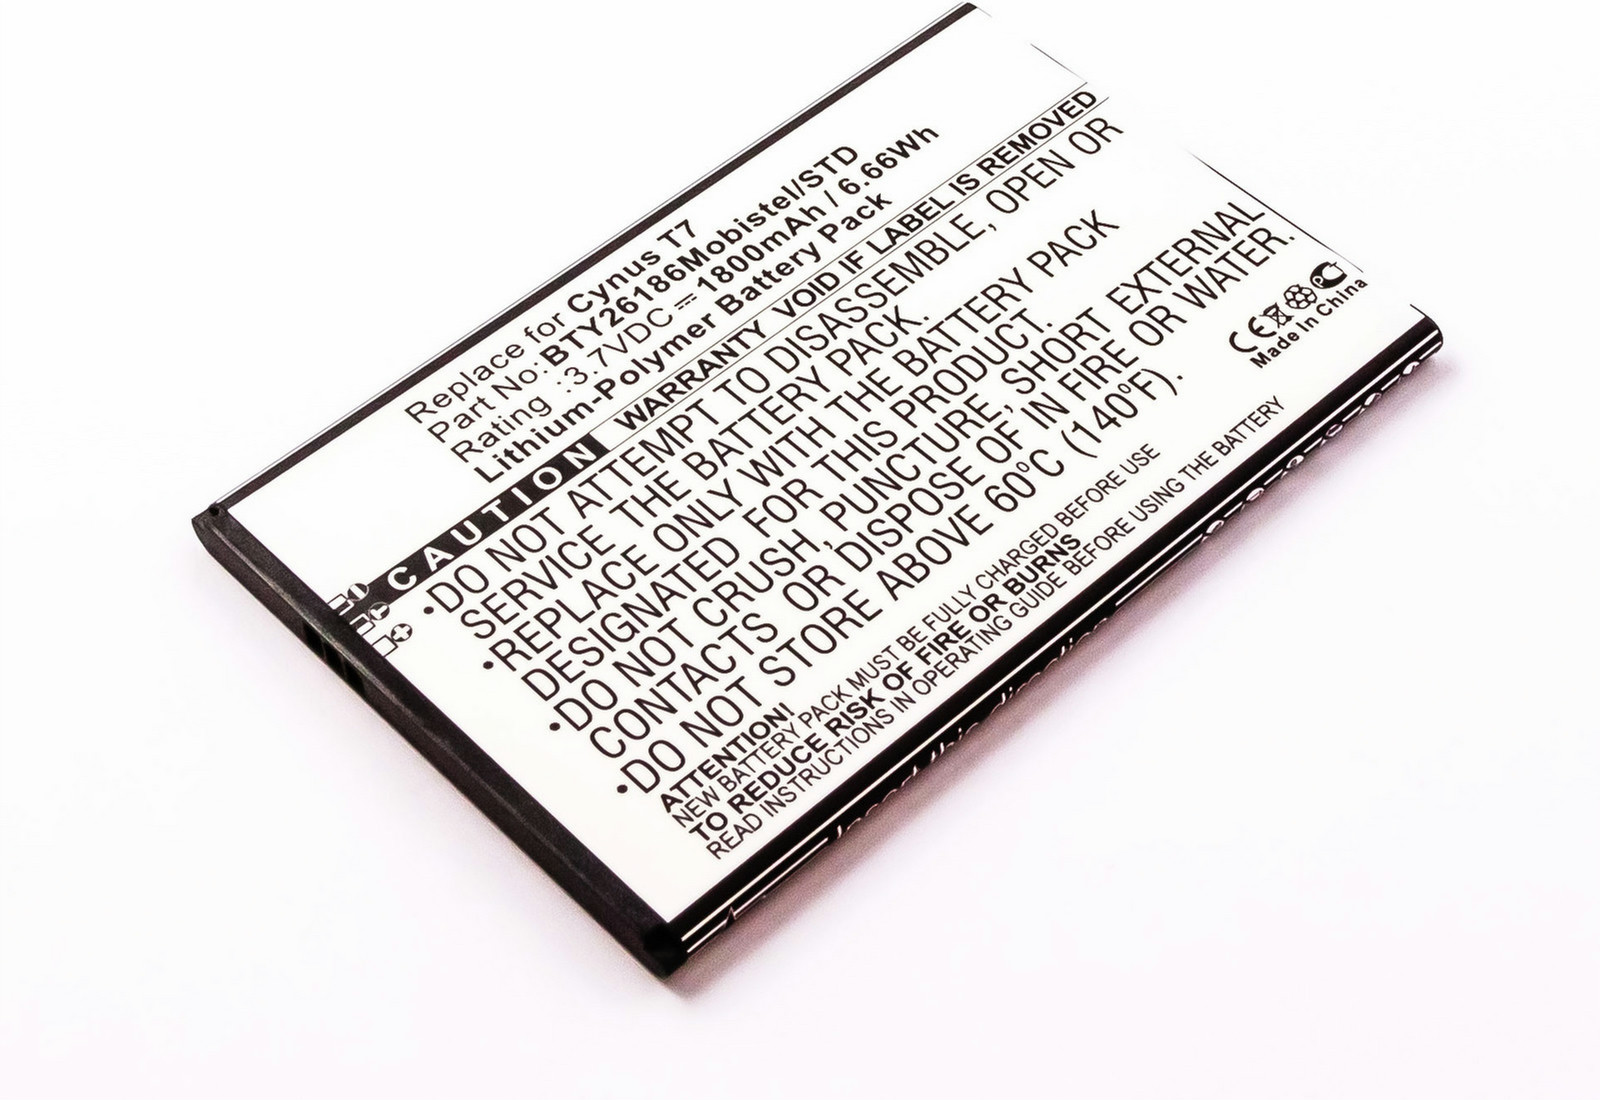 Replace for Cynus T7
Part No:BTY26186Mobistel/STD
Rating :3.7VDC⎓1800mAh / 6.66Wh
Lithium-Polymer Battery Pack
CAUTION WARRANTY VOID IF LABEL IS REMOVED
•DO NOT ATTEMPT TO DISASSEMBLE, OPEN OR
SERVICE THE BATTERY PACK.
•REPLACE ONLY WITH THE BATTERY PACK
DESIGNATED FOR THIS PRODUCT.
•DO NOT CRUSH, PUNCTURE, SHORT EXTERNAL
CONTACTS OR DISPOSE OF IN FIRE OR WATER.
•DO NOT STORE ABOVE 60°C (140°F).
ATTENTION!
NEW BATTERY PACK MUST BE FULLY CHARGED BEFORE USE
TO REDUCE RISK OF FIRE OR BURNS
READ INSTRUCTIONS IN OPERATING GUIDE BEFORE USING THE BATTERY
CE
Made In China